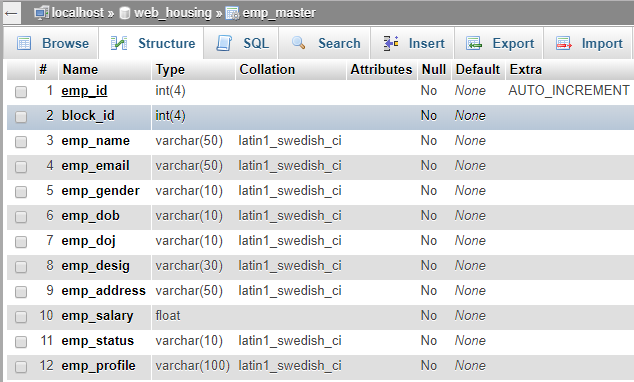 ← localhost » web_housing » emp_master
Browse Structure SQL Search Insert Export Import
# Name Type Collation Attributes Null Default Extra
1 emp_id int(4) No None AUTO_INCREMENT
2 block_id int(4) No None
3 emp_name varchar(50) latin1_swedish_ci No None
4 emp_email varchar(50) latin1_swedish_ci No None
5 emp_gender varchar(10) latin1_swedish_ci No None
6 emp_dob varchar(10) latin1_swedish_ci No None
7 emp_doj varchar(10) latin1_swedish_ci No None
8 emp_desig varchar(30) latin1_swedish_ci No None
9 emp_address varchar(50) latin1_swedish_ci No None
10 emp_salary float No None
11 emp_status varchar(10) latin1_swedish_ci No None
12 emp_profile varchar(100) latin1_swedish_ci No None